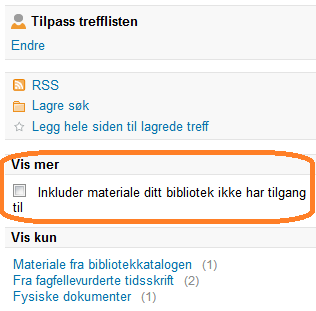 Tilpass trefflisten
Endre
RSS
Lagre søk
Legg hele siden til lagrede treff
Vis mer
Inkluder materiale ditt bibliotek ikke har tilgang
til
Vis kun
Materiale fra bibliotekkatalogen (1)
Fra fagfellevurderte tidsskrift (2)
Fysiske dokumenter (1)